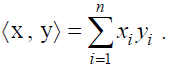 ⟨x, y⟩ = ∑_{i=1}^{n} x_i y_i .